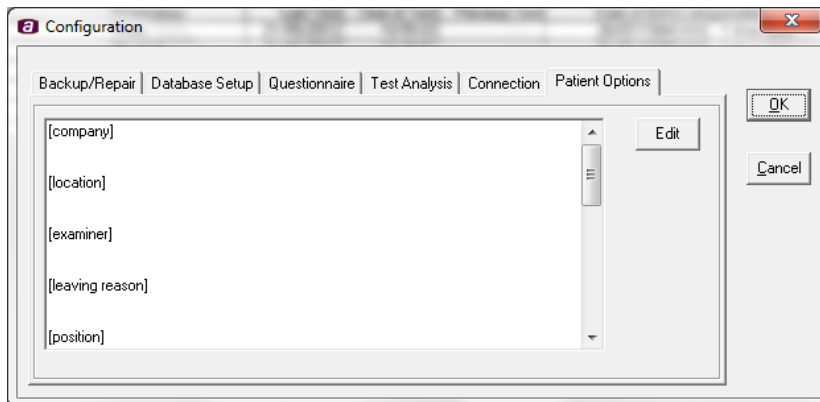 a Configuration
Backup/Repair Database Setup Questionnaire Test Analysis Connection Patient Options
OK
[company]
Edit
Cancel
[location]
[examiner]
[leaving reason]
[position]